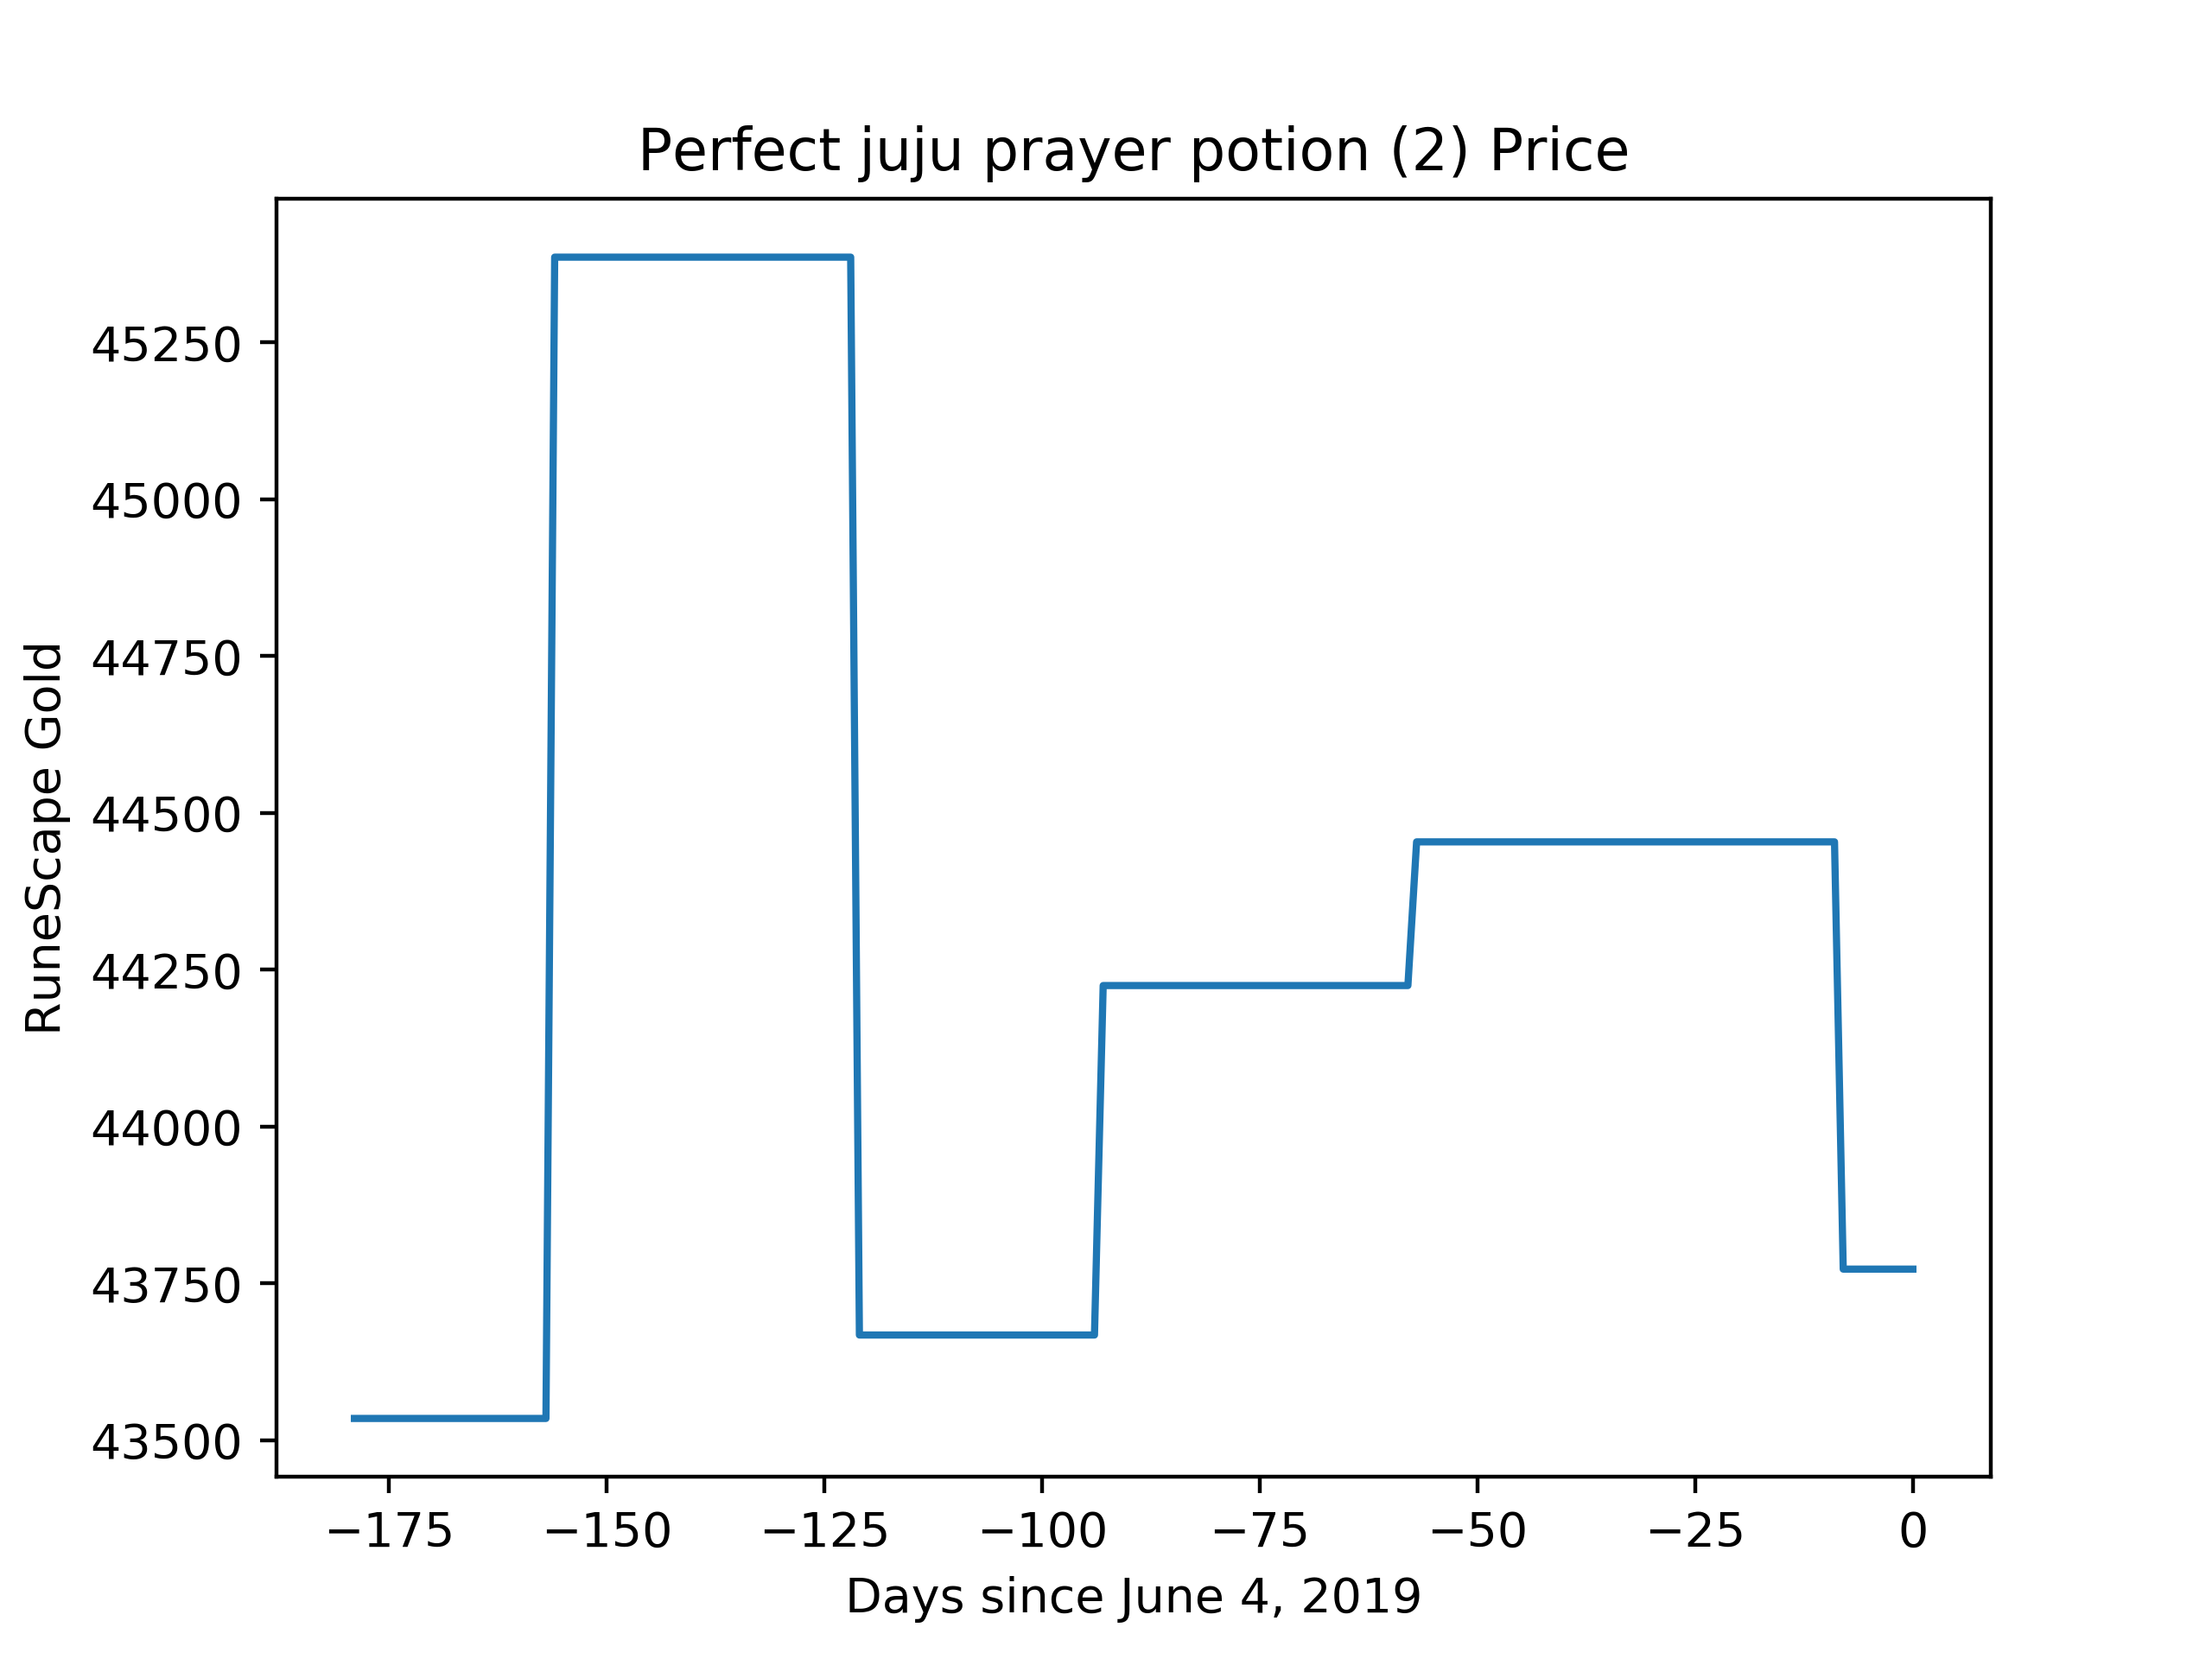 Perfect juju prayer potion (2) Price
RuneScape Gold
45250
45000
44750
44500
44250
44000
43750
43500
−175 −150 −125 −100 −75 −50 −25 0
Days since June 4, 2019